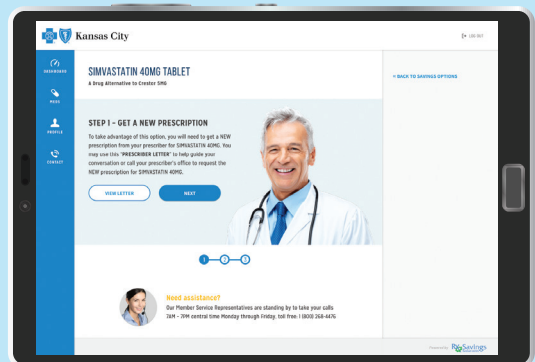 Kansas City
LOG OUT
DASHBOARD
MEDS
PROFILE
CONTACT
SIMVASTATIN 40MG TABLET
A Drug Alternative to Crestor 5MG
< BACK TO SAVINGS OPTIONS
STEP 1 - GET A NEW PRESCRIPTION
To take advantage of this option, you will need to get a NEW
prescription from your prescriber for SIMVASTATIN 40MG. You
may use this "PRESCRIBER LETTER" to help guide your
conversation or call your prescriber's office to request the
NEW prescription for SIMVASTATIN 40MG.
VIEW LETTER
NEXT
1 2 3
Need assistance?
Our Member Service Representatives are standing by to take your calls
7AM - 7PM central time Monday through Friday, toll free: 1 (800) 268-4476
Powered by RxSavings